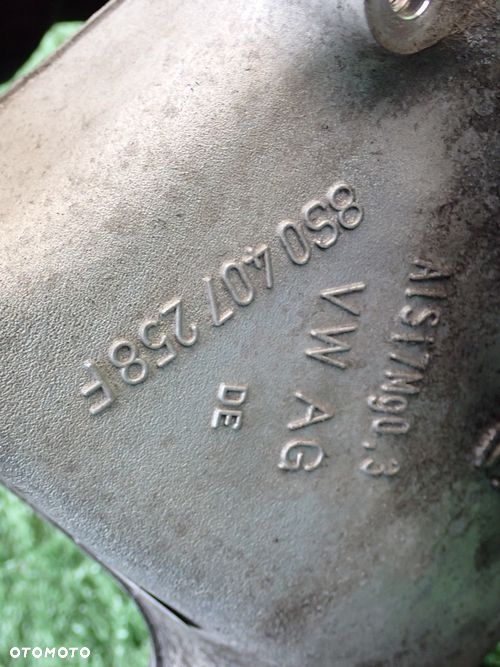 8S0 407 258 F
AlSi7Mg0,3
VW AG
DE
OTOMOTO